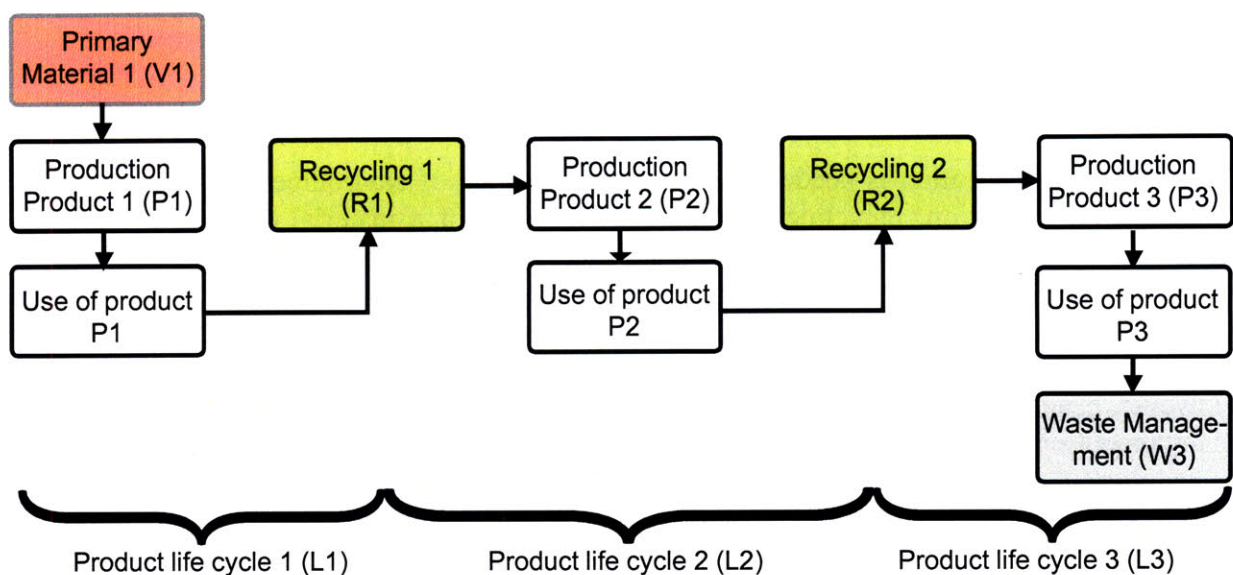 Primary
Material 1 (V1)
Production
Product 1 (P1)
Use of product
P1
Recycling 1
(R1)
Production
Product 2 (P2)
Use of product
P2
Recycling 2
(R2)
Production
Product 3 (P3)
Use of product
P3
Waste Manage-
ment (W3)
Product life cycle 1 (L1)
Product life cycle 2 (L2)
Product life cycle 3 (L3)